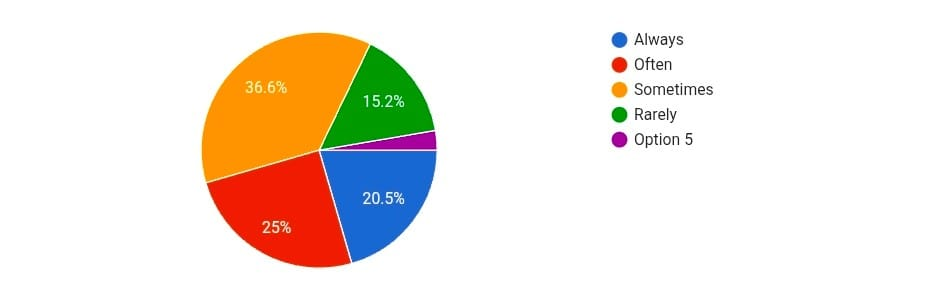 36.6%
15.2%
20.5%
25%
Always
Often
Sometimes
Rarely
Option 5